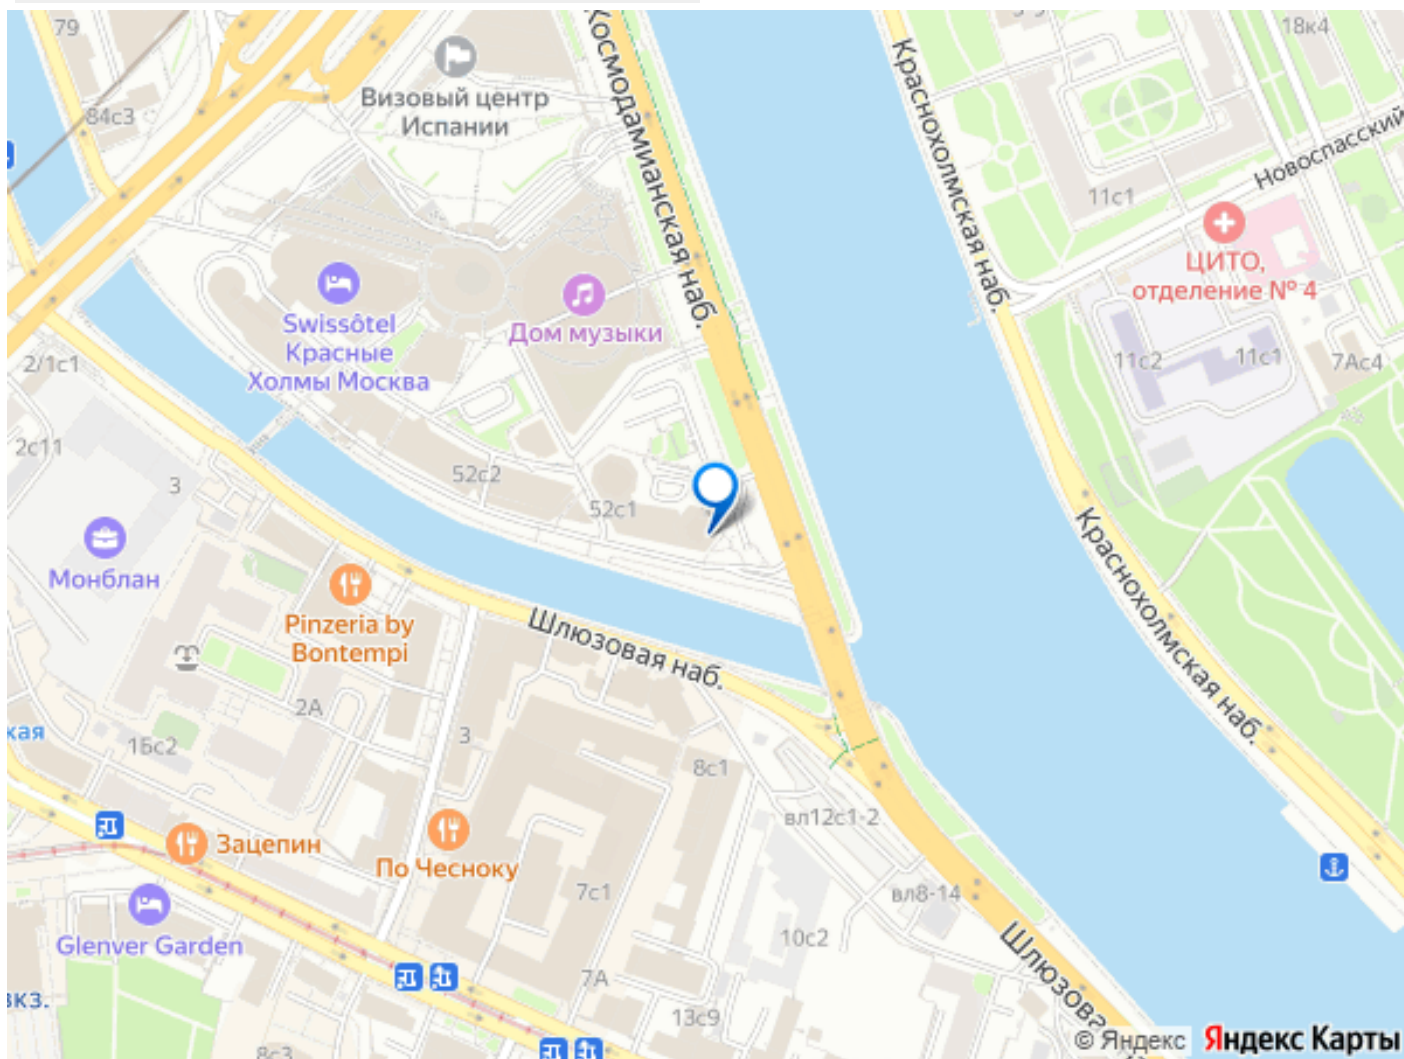 79
84с3
Визовый центр
Испании
Космодамианская наб.
Краснохолмская наб.
18к4
Новоспасский
11с1
ЦИТО,
отделение № 4
11с2
11с1
7Ас4
Swissôtel
Красные
Холмы Москва
Дом музыки
2/1с1
2с11
3
52с2
52с1
Монблан
Pinzeria by
Bontempi
Шлюзовая наб.
Краснохолмская наб.
2А
1Бс2
кая
3
8с1
вл12с1-2
Зацепин
По Чесноку
7с1
вл8-14
Glenver Garden
10с2
7А
Шлюзова
вкз.
13с9
8с3
© Яндекс Яндекс Карты